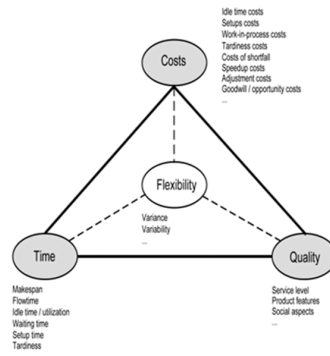 Idle time costs
Setups costs
Work-in-process costs
Tardiness costs
Costs of shortfall
Speedup costs
Adjustment costs
Goodwill / opportunity costs
...
Costs
Flexibility
Variance
Variability
...
Time
Makespan
Flowtime
Idle time / utilization
Waiting time
Setup time
Tardiness
Quality
Service level
Product features
Social aspects
...